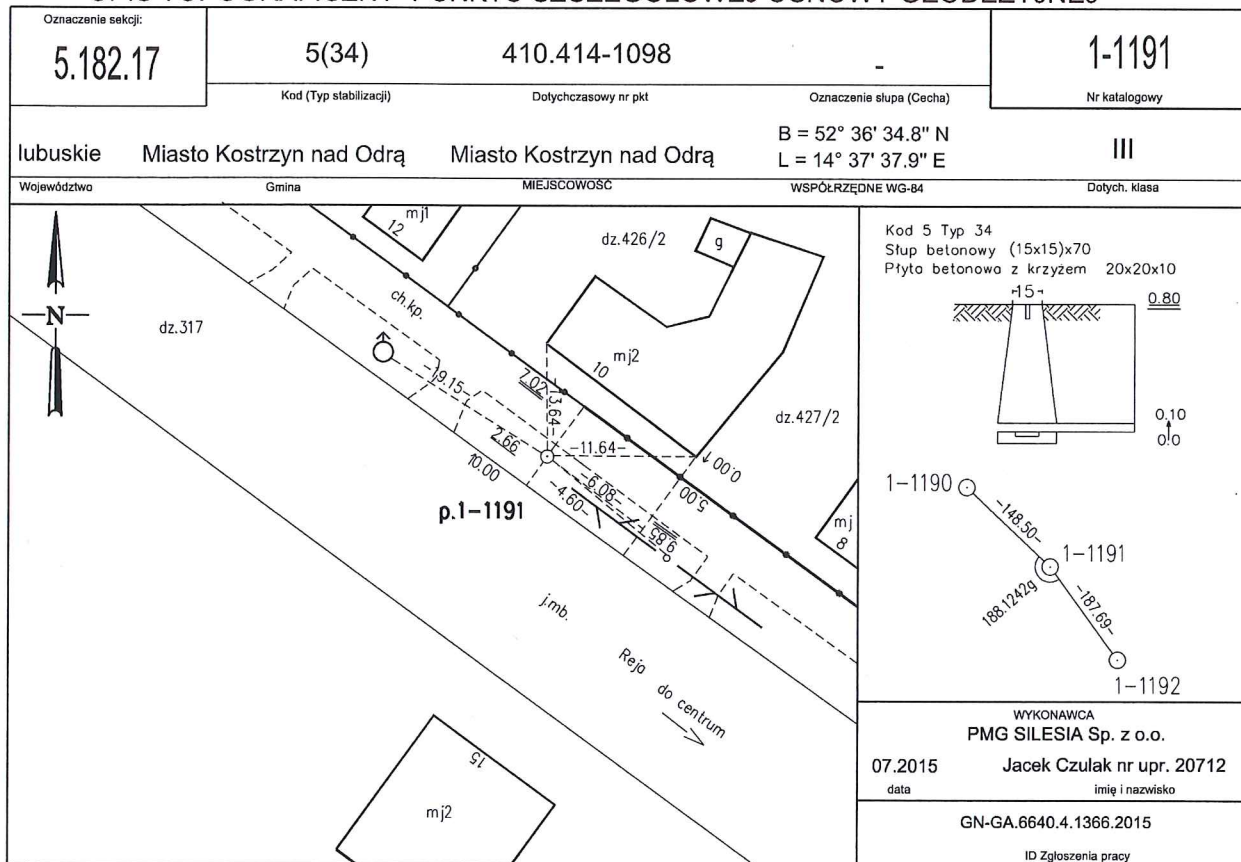 Oznaczenie sekcji:
5.182.17
5(34)
Kod (Typ stabilizacji)
410.414-1098
Dotychczasowy nr pkt
-
Oznaczenie słupa (Cecha)
1-1191
Nr katalogowy
lubuskie
Województwo
Miasto Kostrzyn nad Odrą
Gmina
Miasto Kostrzyn nad Odrą
MIEJSCOWOŚĆ
B = 52° 36' 34.8" N
L = 14° 37' 37.9" E
WSPÓŁRZĘDNE WG-84
III
Dotych. klasa
N
dz.317
mj1
12
ch.kp.
dz.426/2
g
mj2
10
dz.427/2
mj
8
-19.15-
7.02
-13.64-
2.66
-11.64-
0.00
10.00
-6.08-
-4.60-
5.00
9.85
p.1-1191
j.mb.
Reja
do centrum
15
mj2
Kod 5 Typ 34
Słup betonowy (15x15)x70
Płyta betonowa z krzyżem 20x20x10
-15-
0.80
0.10
0.0
1-1190
-148.50-
1-1191
188.1242g
-187.69-
1-1192
WYKONAWCA
PMG SILESIA Sp. z o.o.
07.2015
data
Jacek Czulak nr upr. 20712
imię i nazwisko
GN-GA.6640.4.1366.2015
ID Zgłoszenia pracy